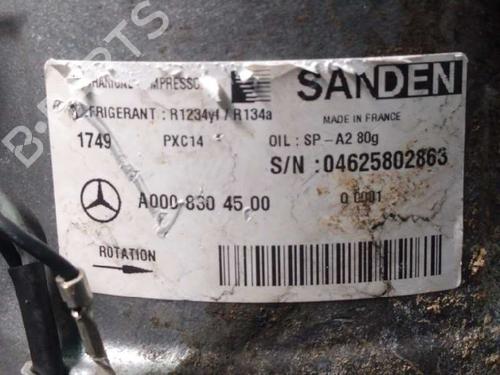 SANDEN
REFRIGERANT : R1234yf / R134a
MADE IN FRANCE
1749 PXC14 OIL : SP-A2 80g
S/N : 04625802863
A000 830 45 00 Q 0001
ROTATION